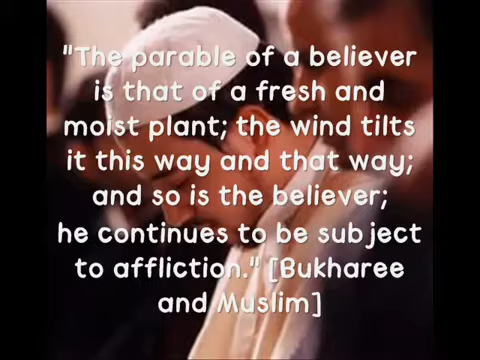 "The parable of a believer
is that of a fresh and
moist plant; the wind tilts
it this way and that way;
and so is the believer;
he continues to be subject
to affliction." [Bukharee
and Muslim]